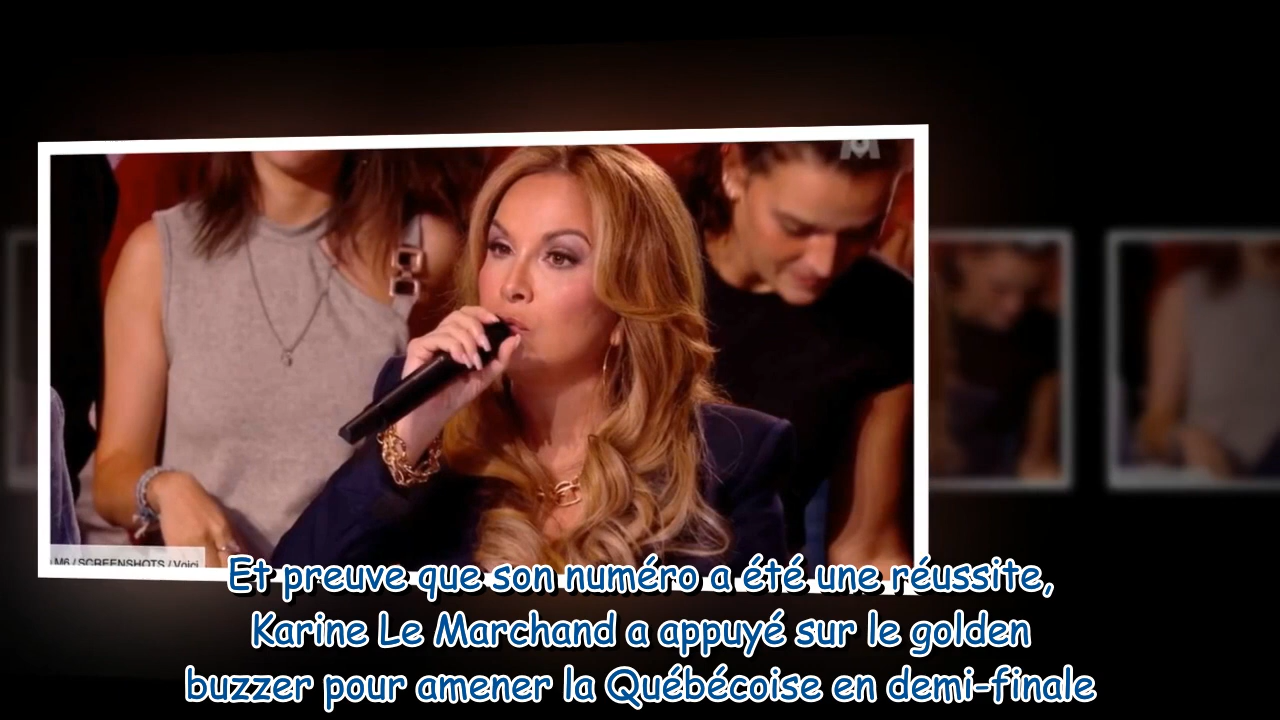 M6 / SCREENSHOTS / Voici
Et preuve que son numéro a été une réussite,
Karine Le Marchand a appuyé sur le golden
buzzer pour amener la Québécoise en demi-finale